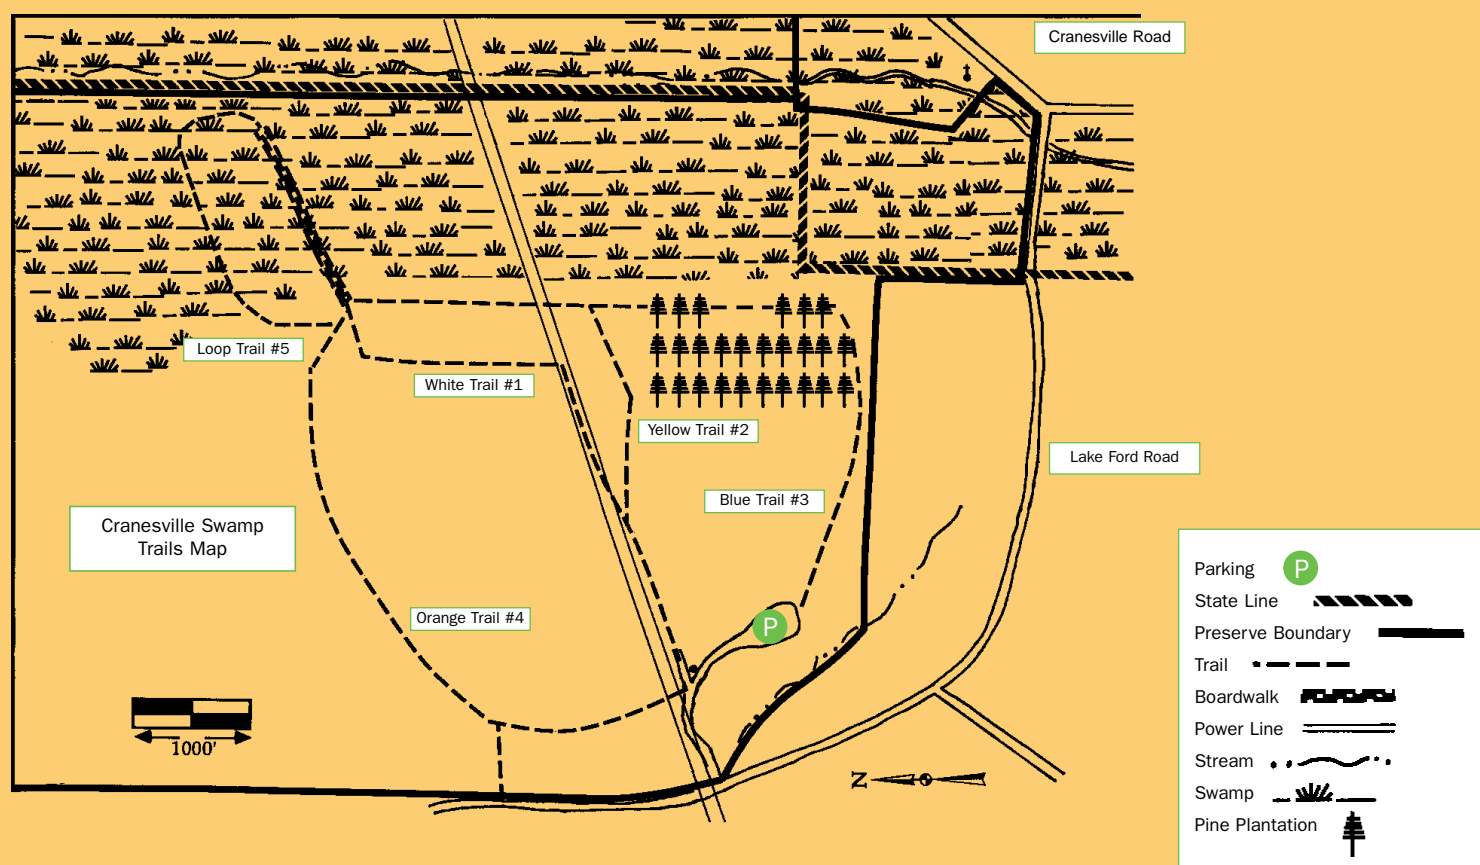 Cranesville Road
Loop Trail #5
White Trail #1
Yellow Trail #2
Lake Ford Road
Blue Trail #3
Cranesville Swamp
Trails Map
Orange Trail #4
P
1000'
N
Parking P
State Line
Preserve Boundary
Trail
Boardwalk
Power Line
Stream
Swamp
Pine Plantation